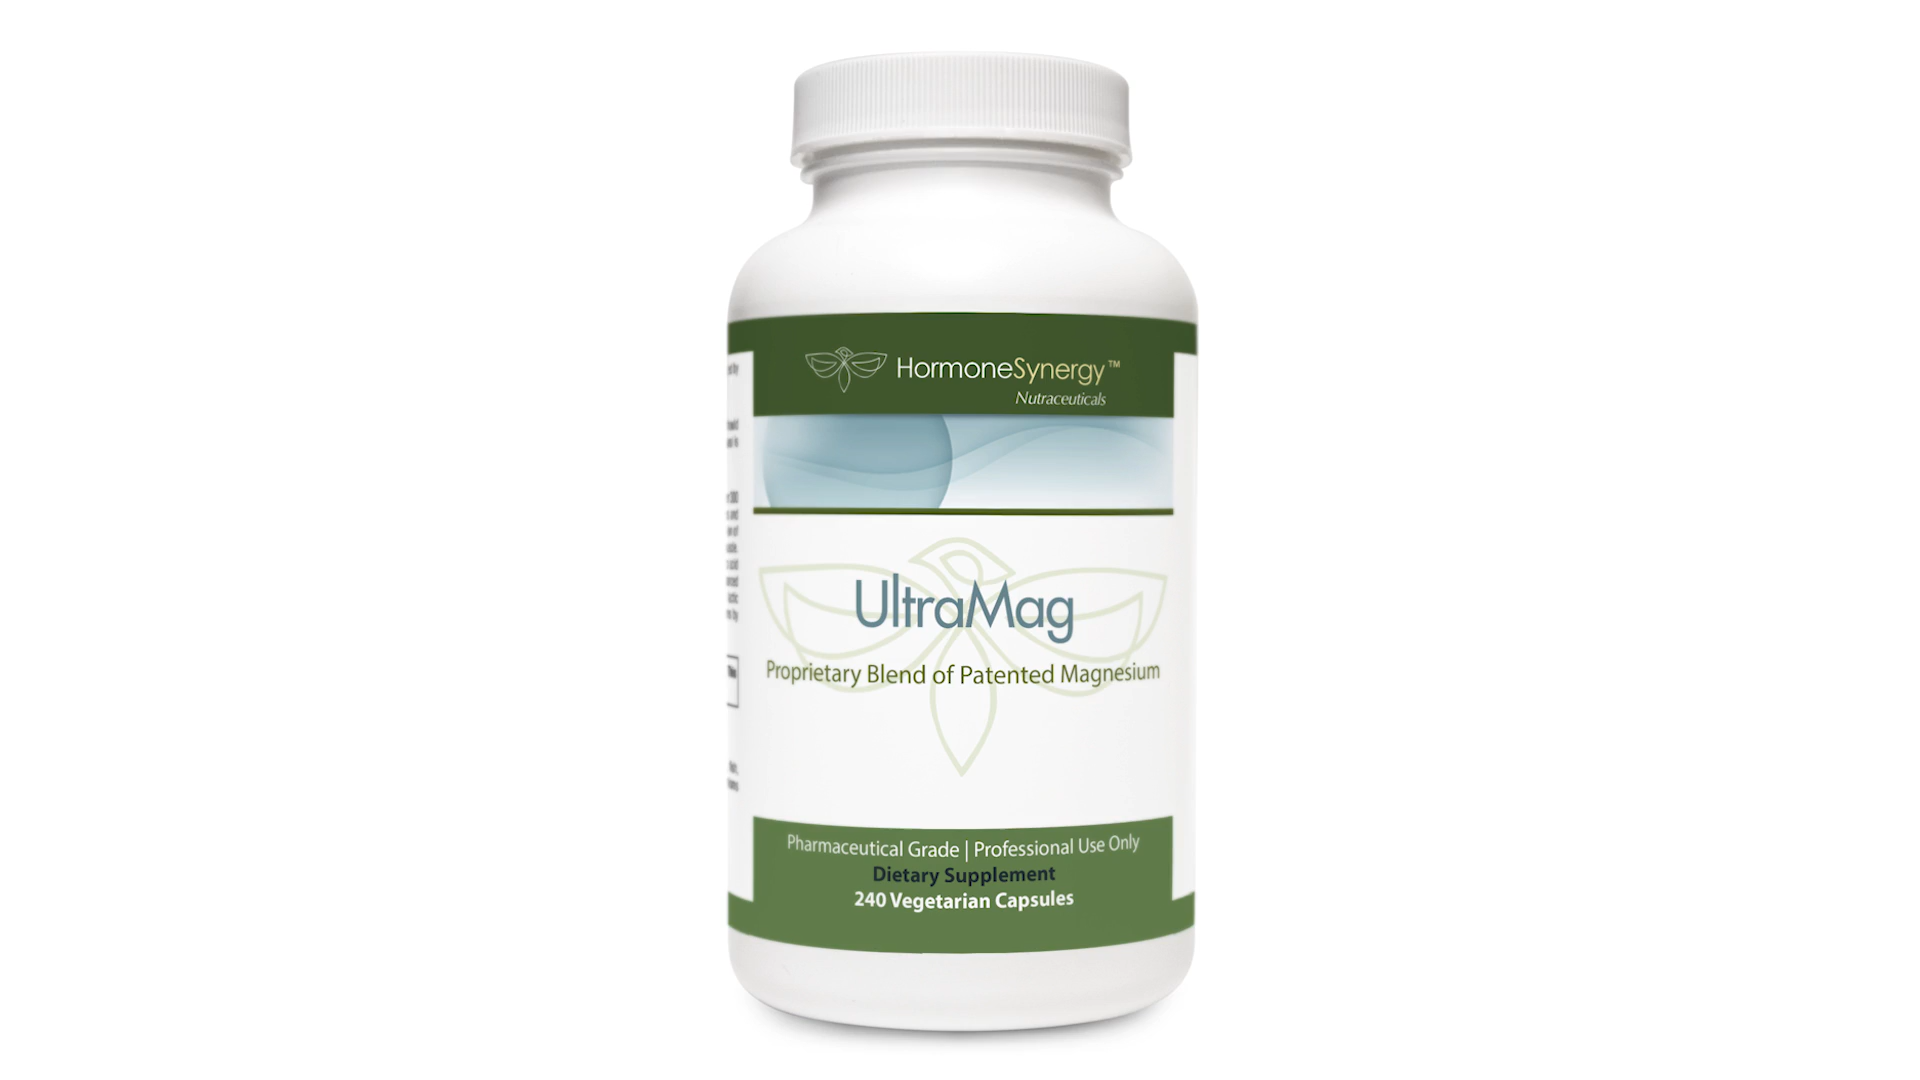 HormoneSynergy™
Nutraceuticals
UltraMag
Proprietary Blend of Patented Magnesium
Pharmaceutical Grade | Professional Use Only
Dietary Supplement
240 Vegetarian Capsules